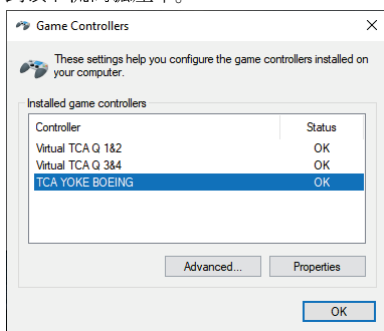 Game Controllers
These settings help you configure the game controllers installed on
your computer.
Installed game controllers
Controller Status
Virtual TCA Q 1&2 OK
Virtual TCA Q 3&4 OK
TCA YOKE BOEING OK
Advanced... Properties
OK